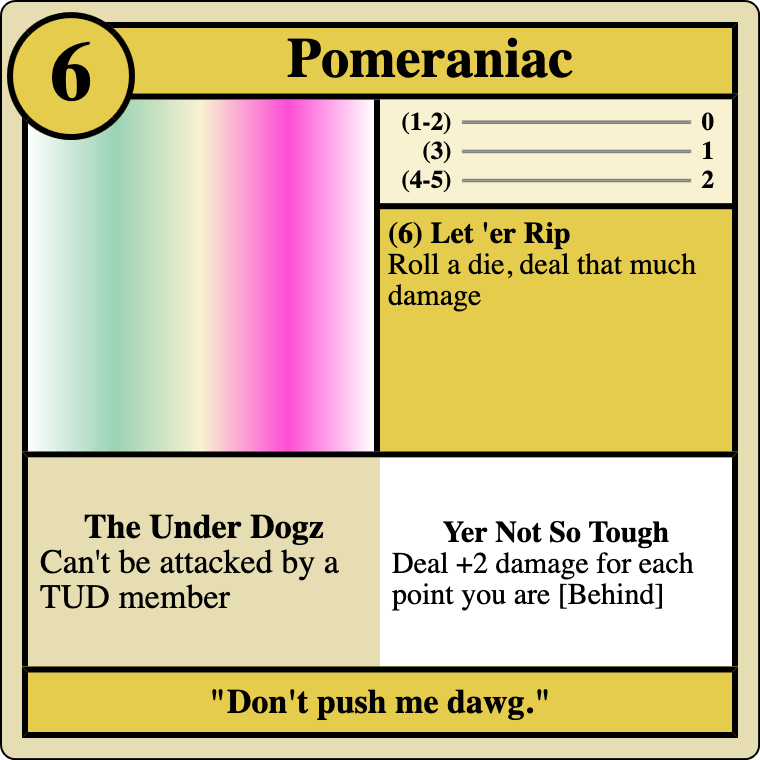 6
Pomeraniac
(1-2) 0
(3) 1
(4-5) 2
(6) Let 'er Rip
Roll a die, deal that much
damage
The Under Dogz
Can't be attacked by a
TUD member
Yer Not So Tough
Deal +2 damage for each
point you are [Behind]
"Don't push me dawg."